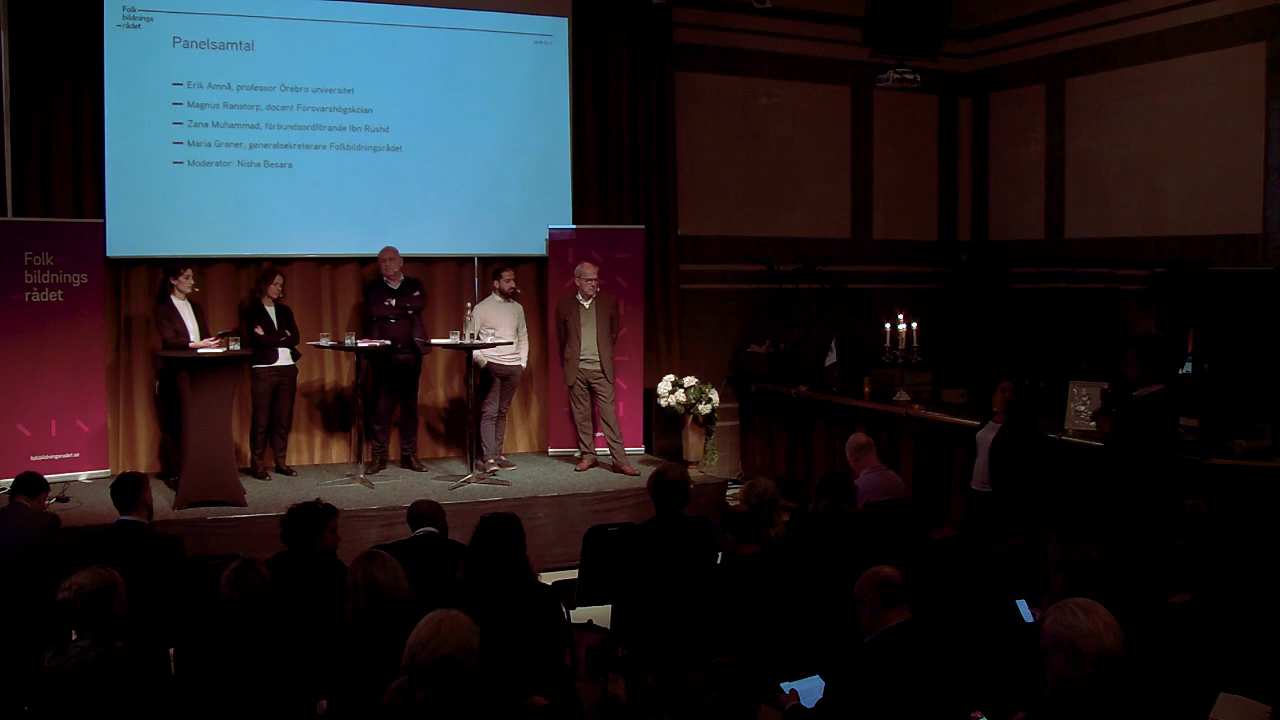 Folk
bildnings
rådet
Panelsamtal
Erik Amnå, professor Örebro universitet
Magnus Ranstorp, docent Försvarshögskolan
Zana Muhammad, förbundsordförande Ibn Rushd
Maria Graner, generalsekreterare Folkbildningsrådet
Moderator: Nisha Besara
Folk
bildnings
rådet
folkbildningsradet.se